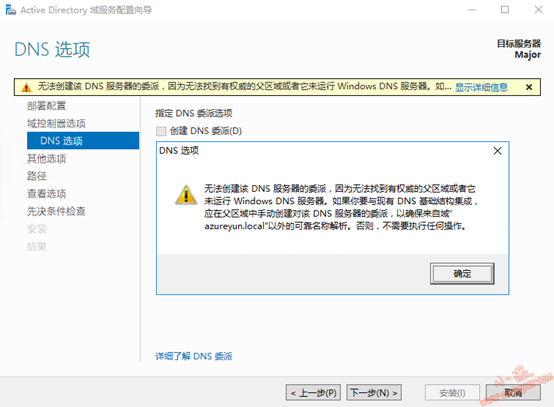 Active Directory 域服务配置向导
DNS 选项
目标服务器
Major
无法创建该 DNS 服务器的委派，因为无法找到有权威的父区域或者它未运行 Windows DNS 服务器。如... 显示详细信息
部署配置
域控制器选项
DNS 选项
其他选项
路径
查看选项
先决条件检查
安装
结果
指定 DNS 委派选项
创建 DNS 委派(D)
DNS 选项
无法创建该 DNS 服务器的委派，因为无法找到有权威的父区域或者它
未运行 Windows DNS 服务器。如果你要与现有 DNS 基础结构集成，
应在父区域中手动创建对该 DNS 服务器的委派，以确保来自域"
azureyun.local"以外的可靠名称解析。否则，不需要执行任何操作。
确定
详细了解 DNS 委派
< 上一步(P) 下一步(N) > 安装(I) 取消